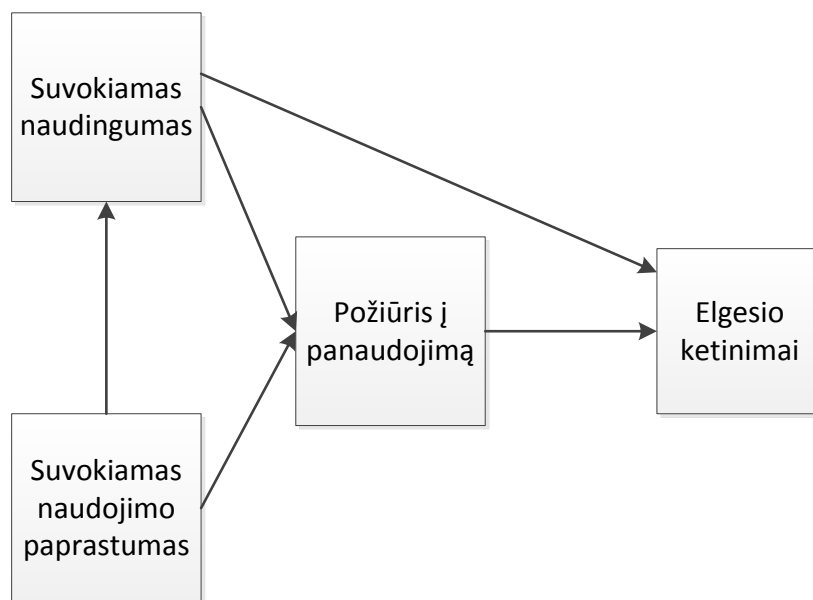 Suvokiamas
naudingumas
Požiūris į
panaudojimą
Elgesio
ketinimai
Suvokiamas
naudojimo
paprastumas